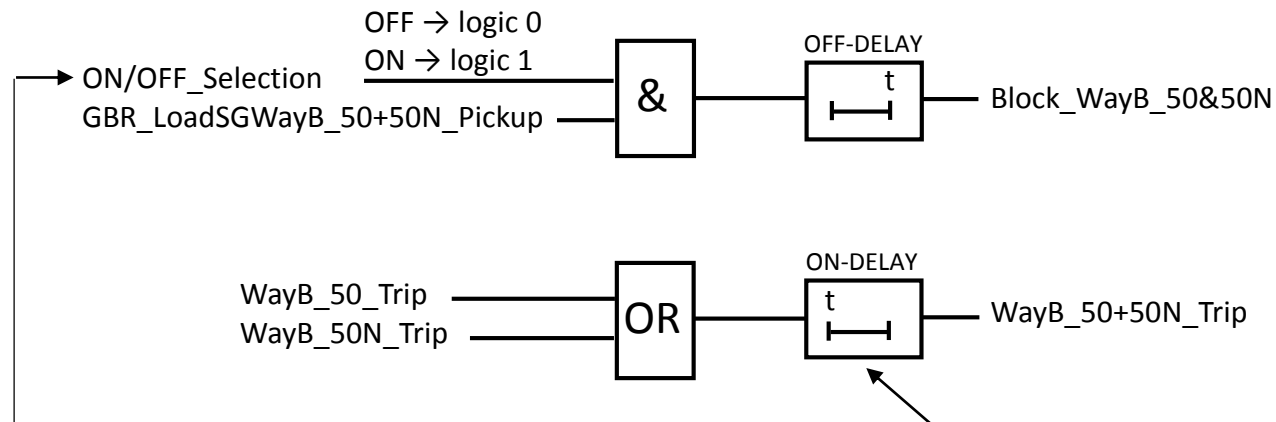 OFF → logic 0
ON → logic 1
ON/OFF_Selection
GBR_LoadSGWayB_50+50N_Pickup
&
OFF-DELAY
t
Block_WayB_50&50N
WayB_50_Trip
WayB_50N_Trip
OR
ON-DELAY
t
WayB_50+50N_Trip